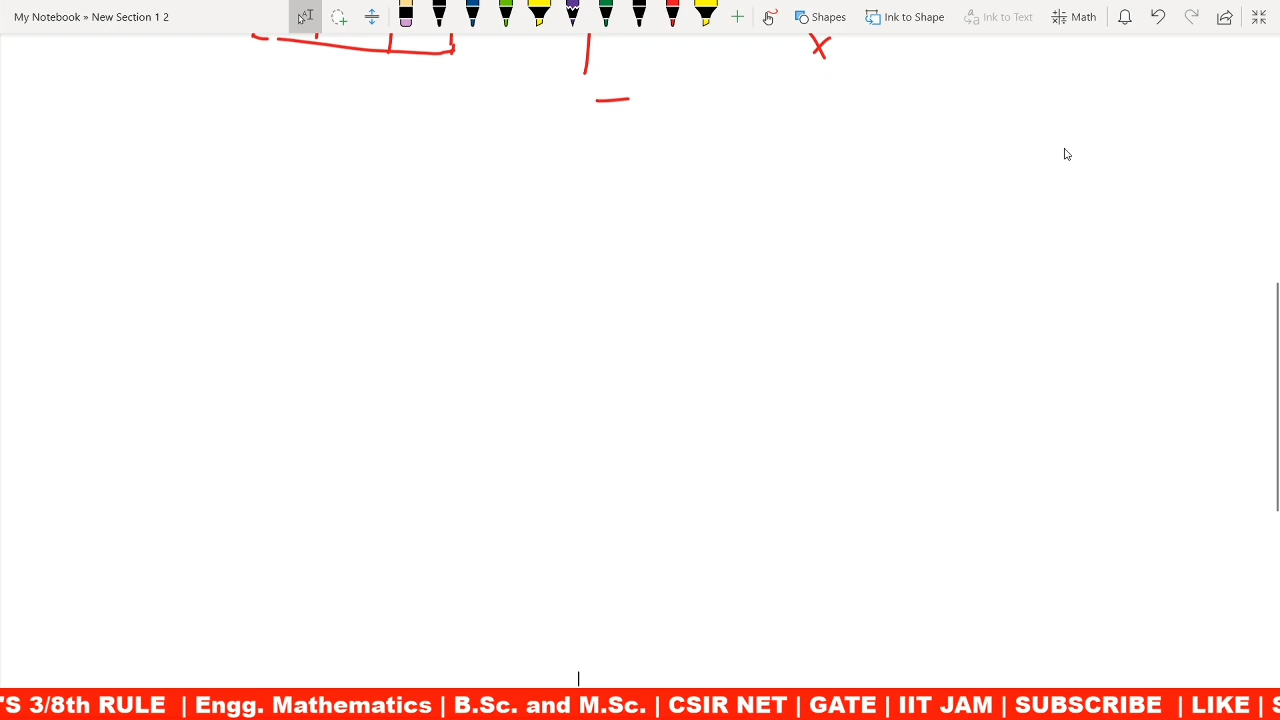 My Notebook » New Section 1 2
Shapes
Ink to Shape
Ink to Text
Math
x
'S 3/8th RULE | Engg. Mathematics | B.Sc. and M.Sc. | CSIR NET | GATE | IIT JAM | SUBSCRIBE | LIKE | S